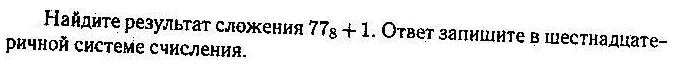 Найдите результат сложения 77₈ + 1. Ответ запишите в шестнадцате-
ричной системе счисления.